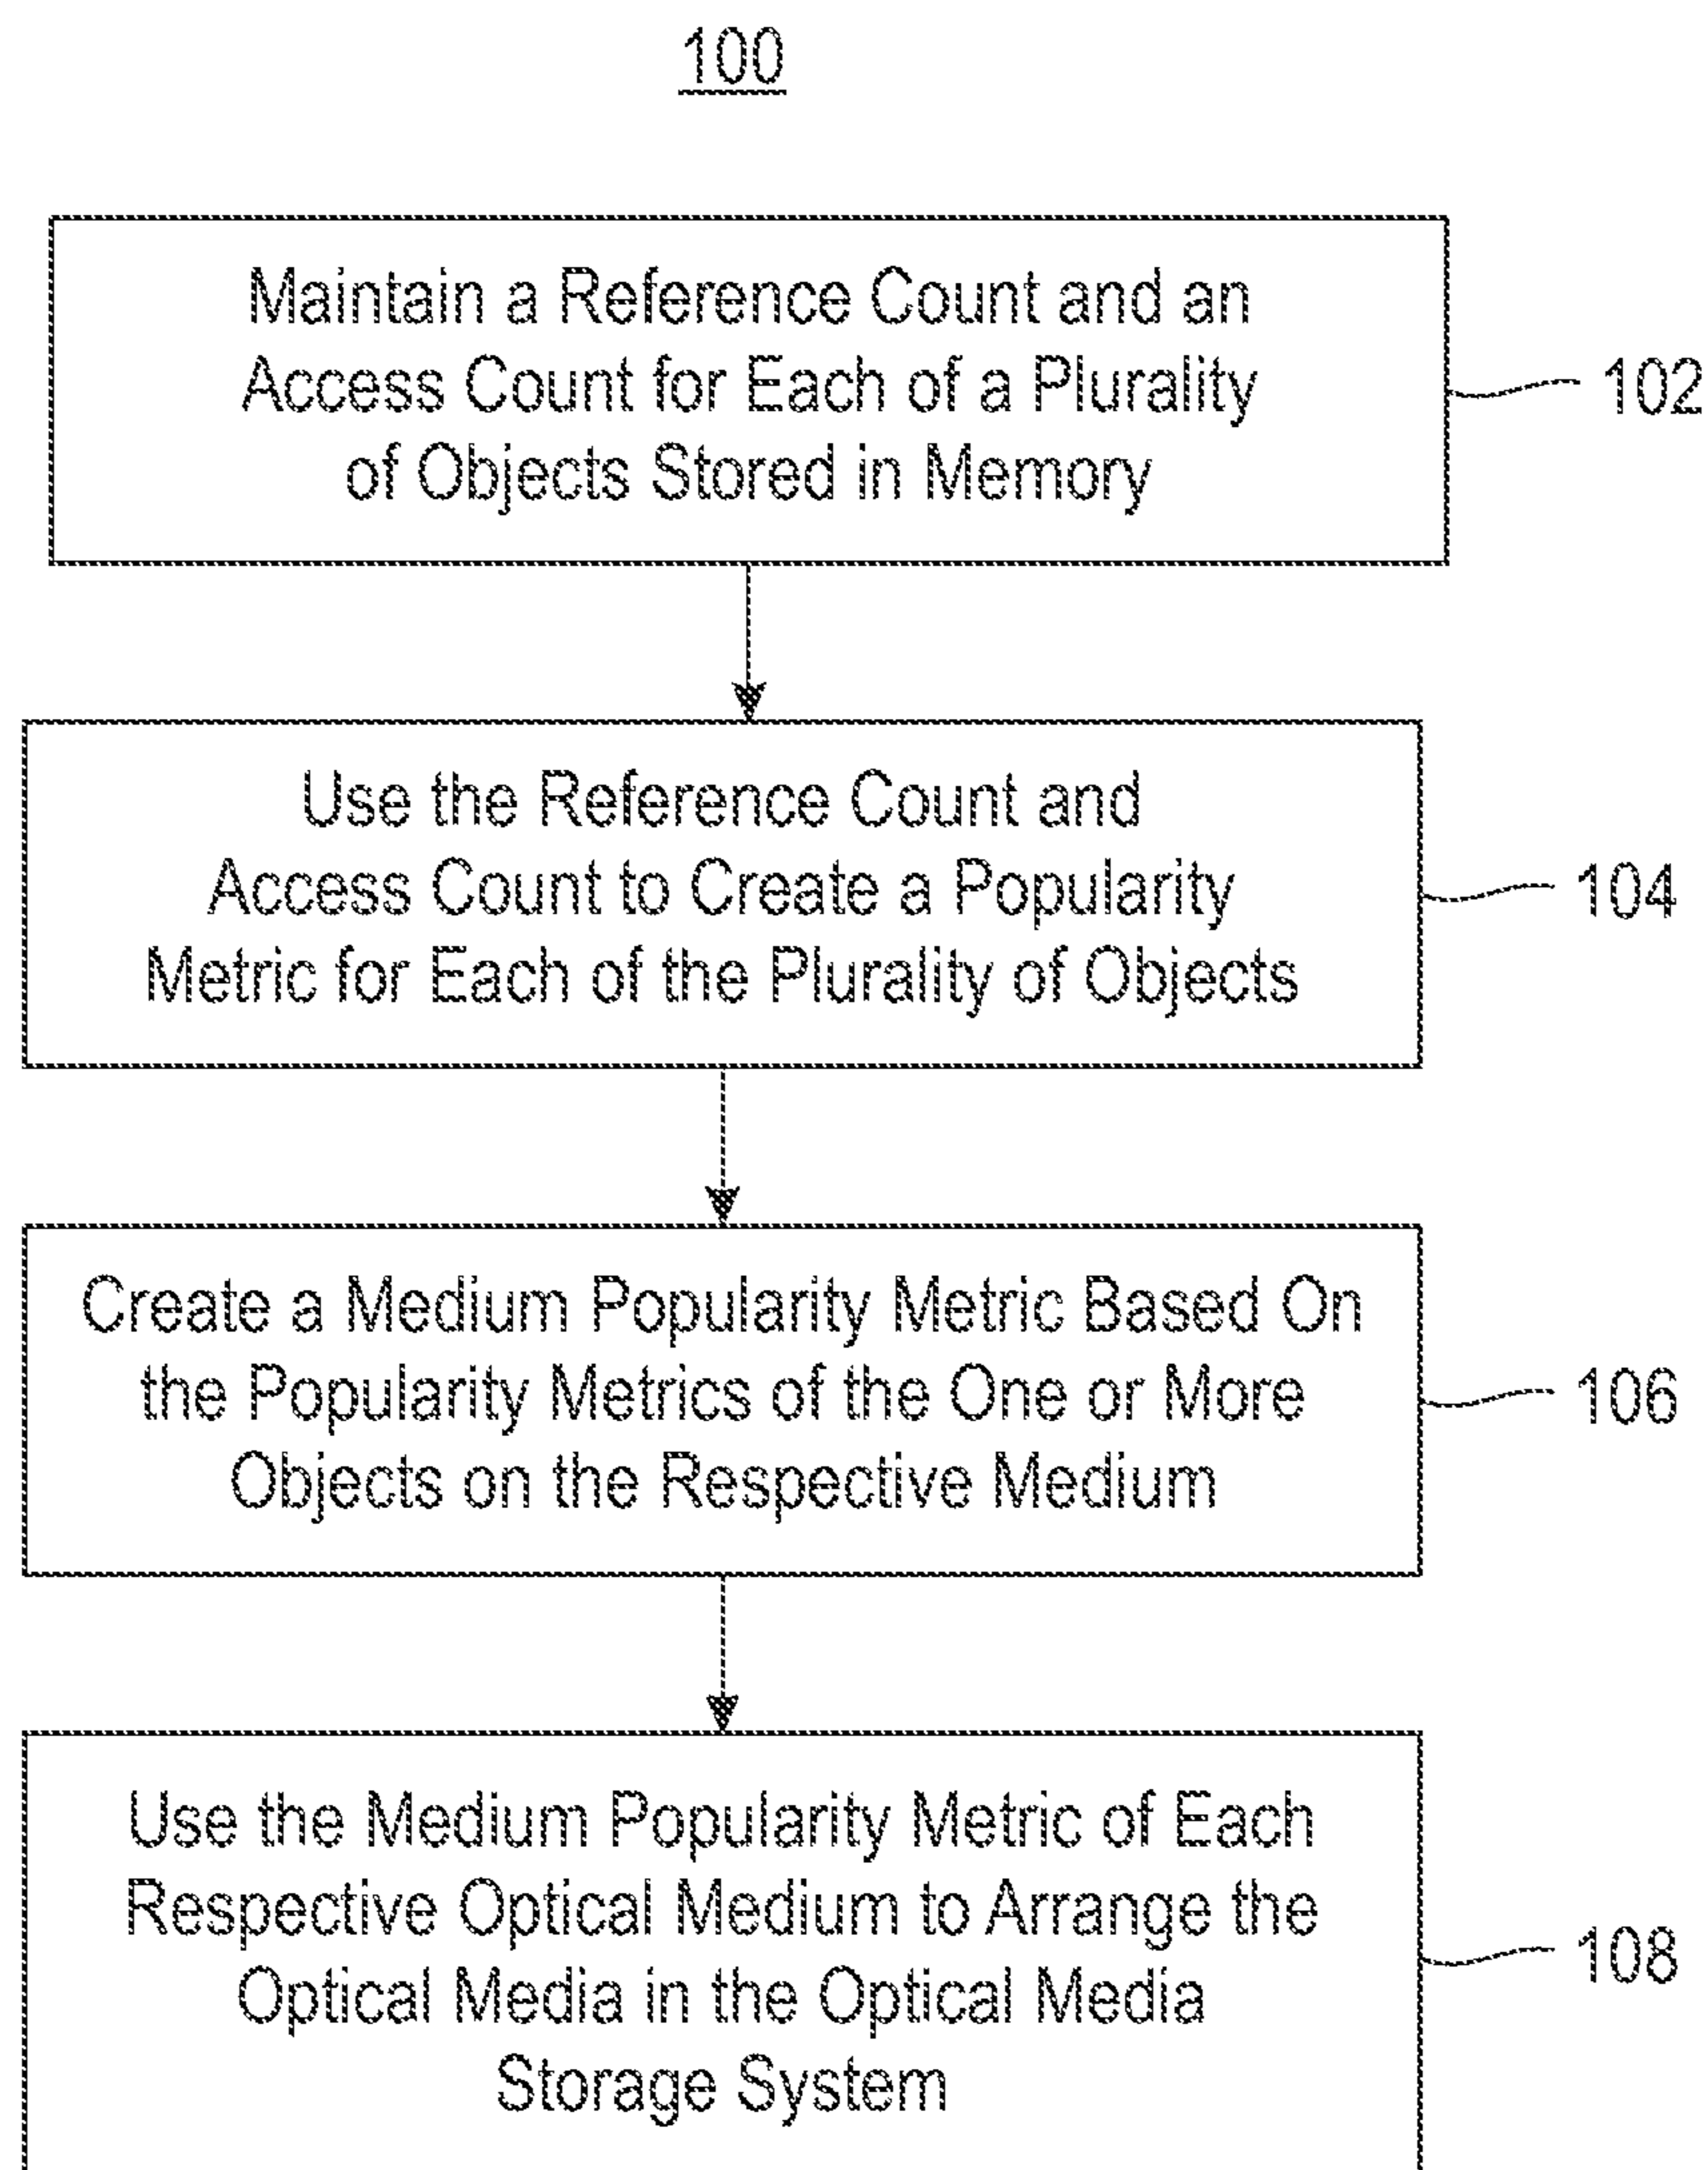 100
Maintain a Reference Count and an
Access Count for Each of a Plurality
of Objects Stored in Memory
102
Use the Reference Count and
Access Count to Create a Popularity
Metric for Each of the Plurality of Objects
104
Create a Medium Popularity Metric Based On
the Popularity Metrics of the One or More
Objects on the Respective Medium
106
Use the Medium Popularity Metric of Each
Respective Optical Medium to Arrange the
Optical Media in the Optical Media
Storage System
108